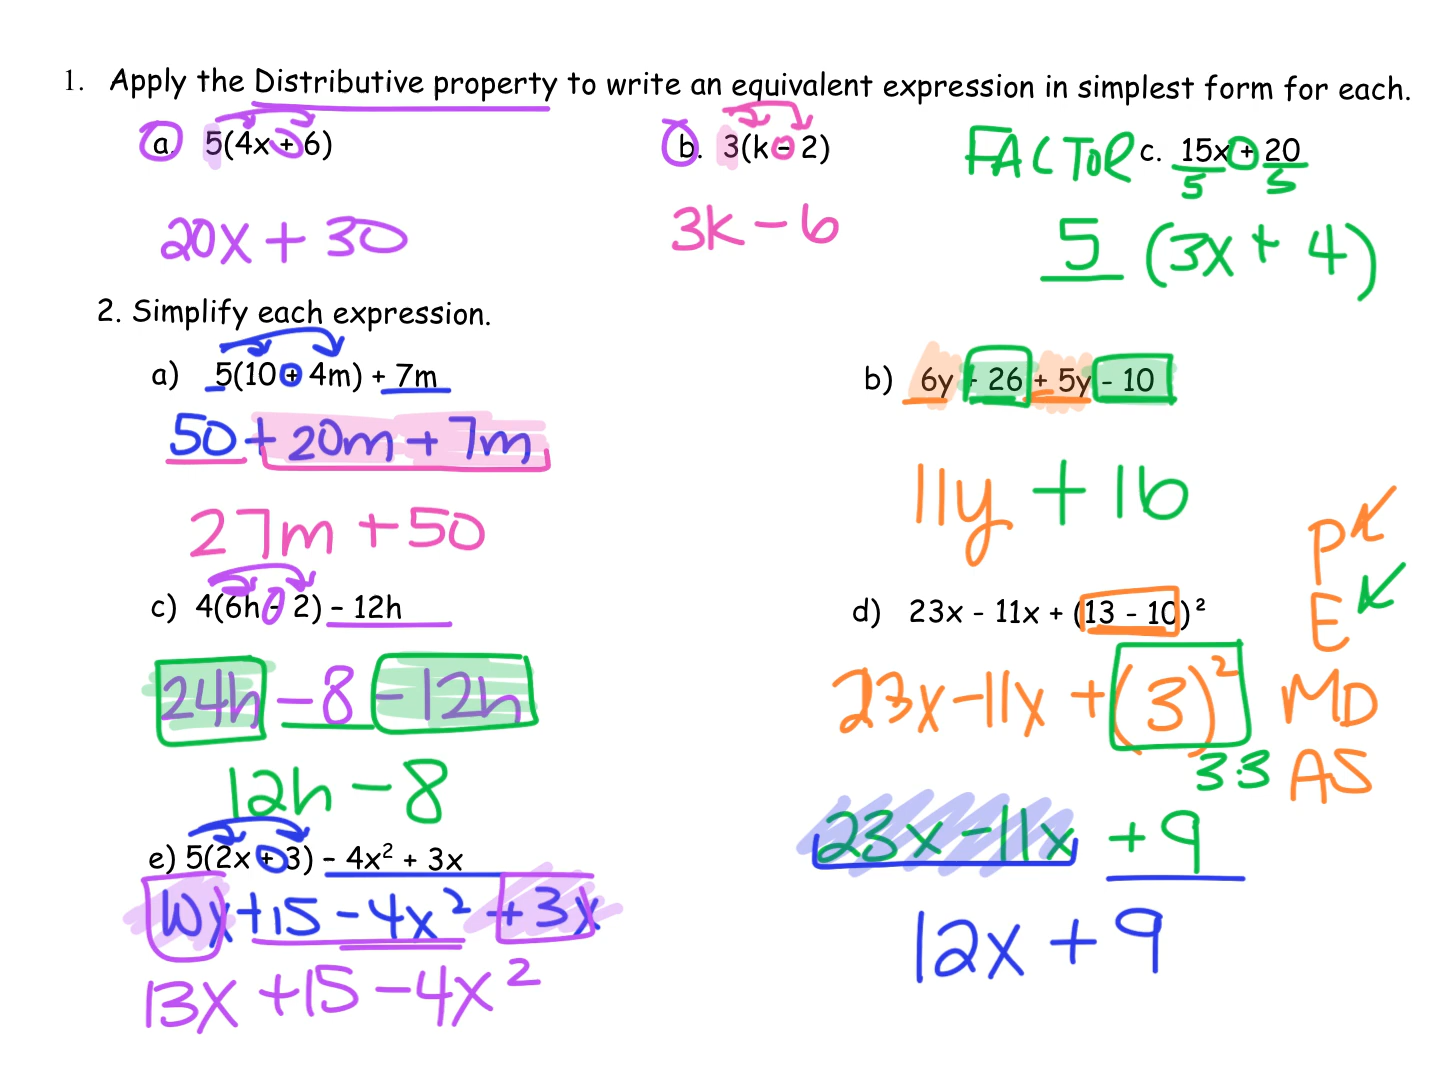 1. Apply the Distributive property to write an equivalent expression in simplest form for each.
a. 5(4x + 6)
20x + 30
b. 3(k - 2)
3k - 6
FACTOR c. 15x + 20
5 5
5 (3x + 4)
2. Simplify each expression.
a) 5(10 + 4m) + 7m
50 + 20m + 7m
27m + 50
b) 6y + 26 + 5y - 10
11y + 16
c) 4(6h - 2) - 12h
24h - 8 - 12h
12h - 8
d) 23x - 11x + (13 - 10)²
23x - 11x + (3)²
3·3
23x - 11x + 9
12x + 9
P
E
MD
AS
e) 5(2x + 3) - 4x² + 3x
10x + 15 - 4x² + 3x
13x + 15 - 4x²